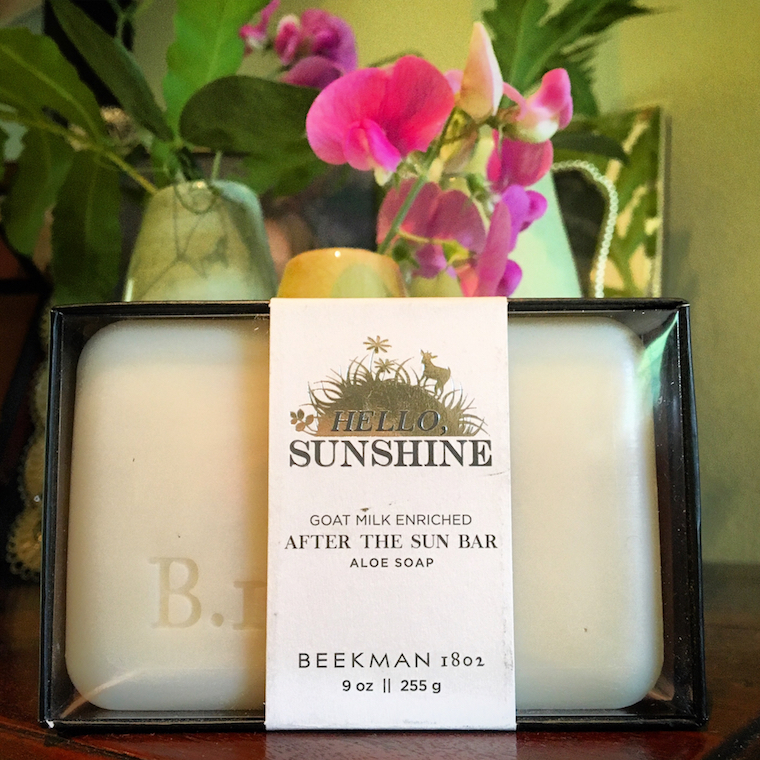 HELLO,
SUNSHINE
GOAT MILK ENRICHED
AFTER THE SUN BAR
ALOE SOAP
BEEKMAN 1802
9 oz || 255 g
B.